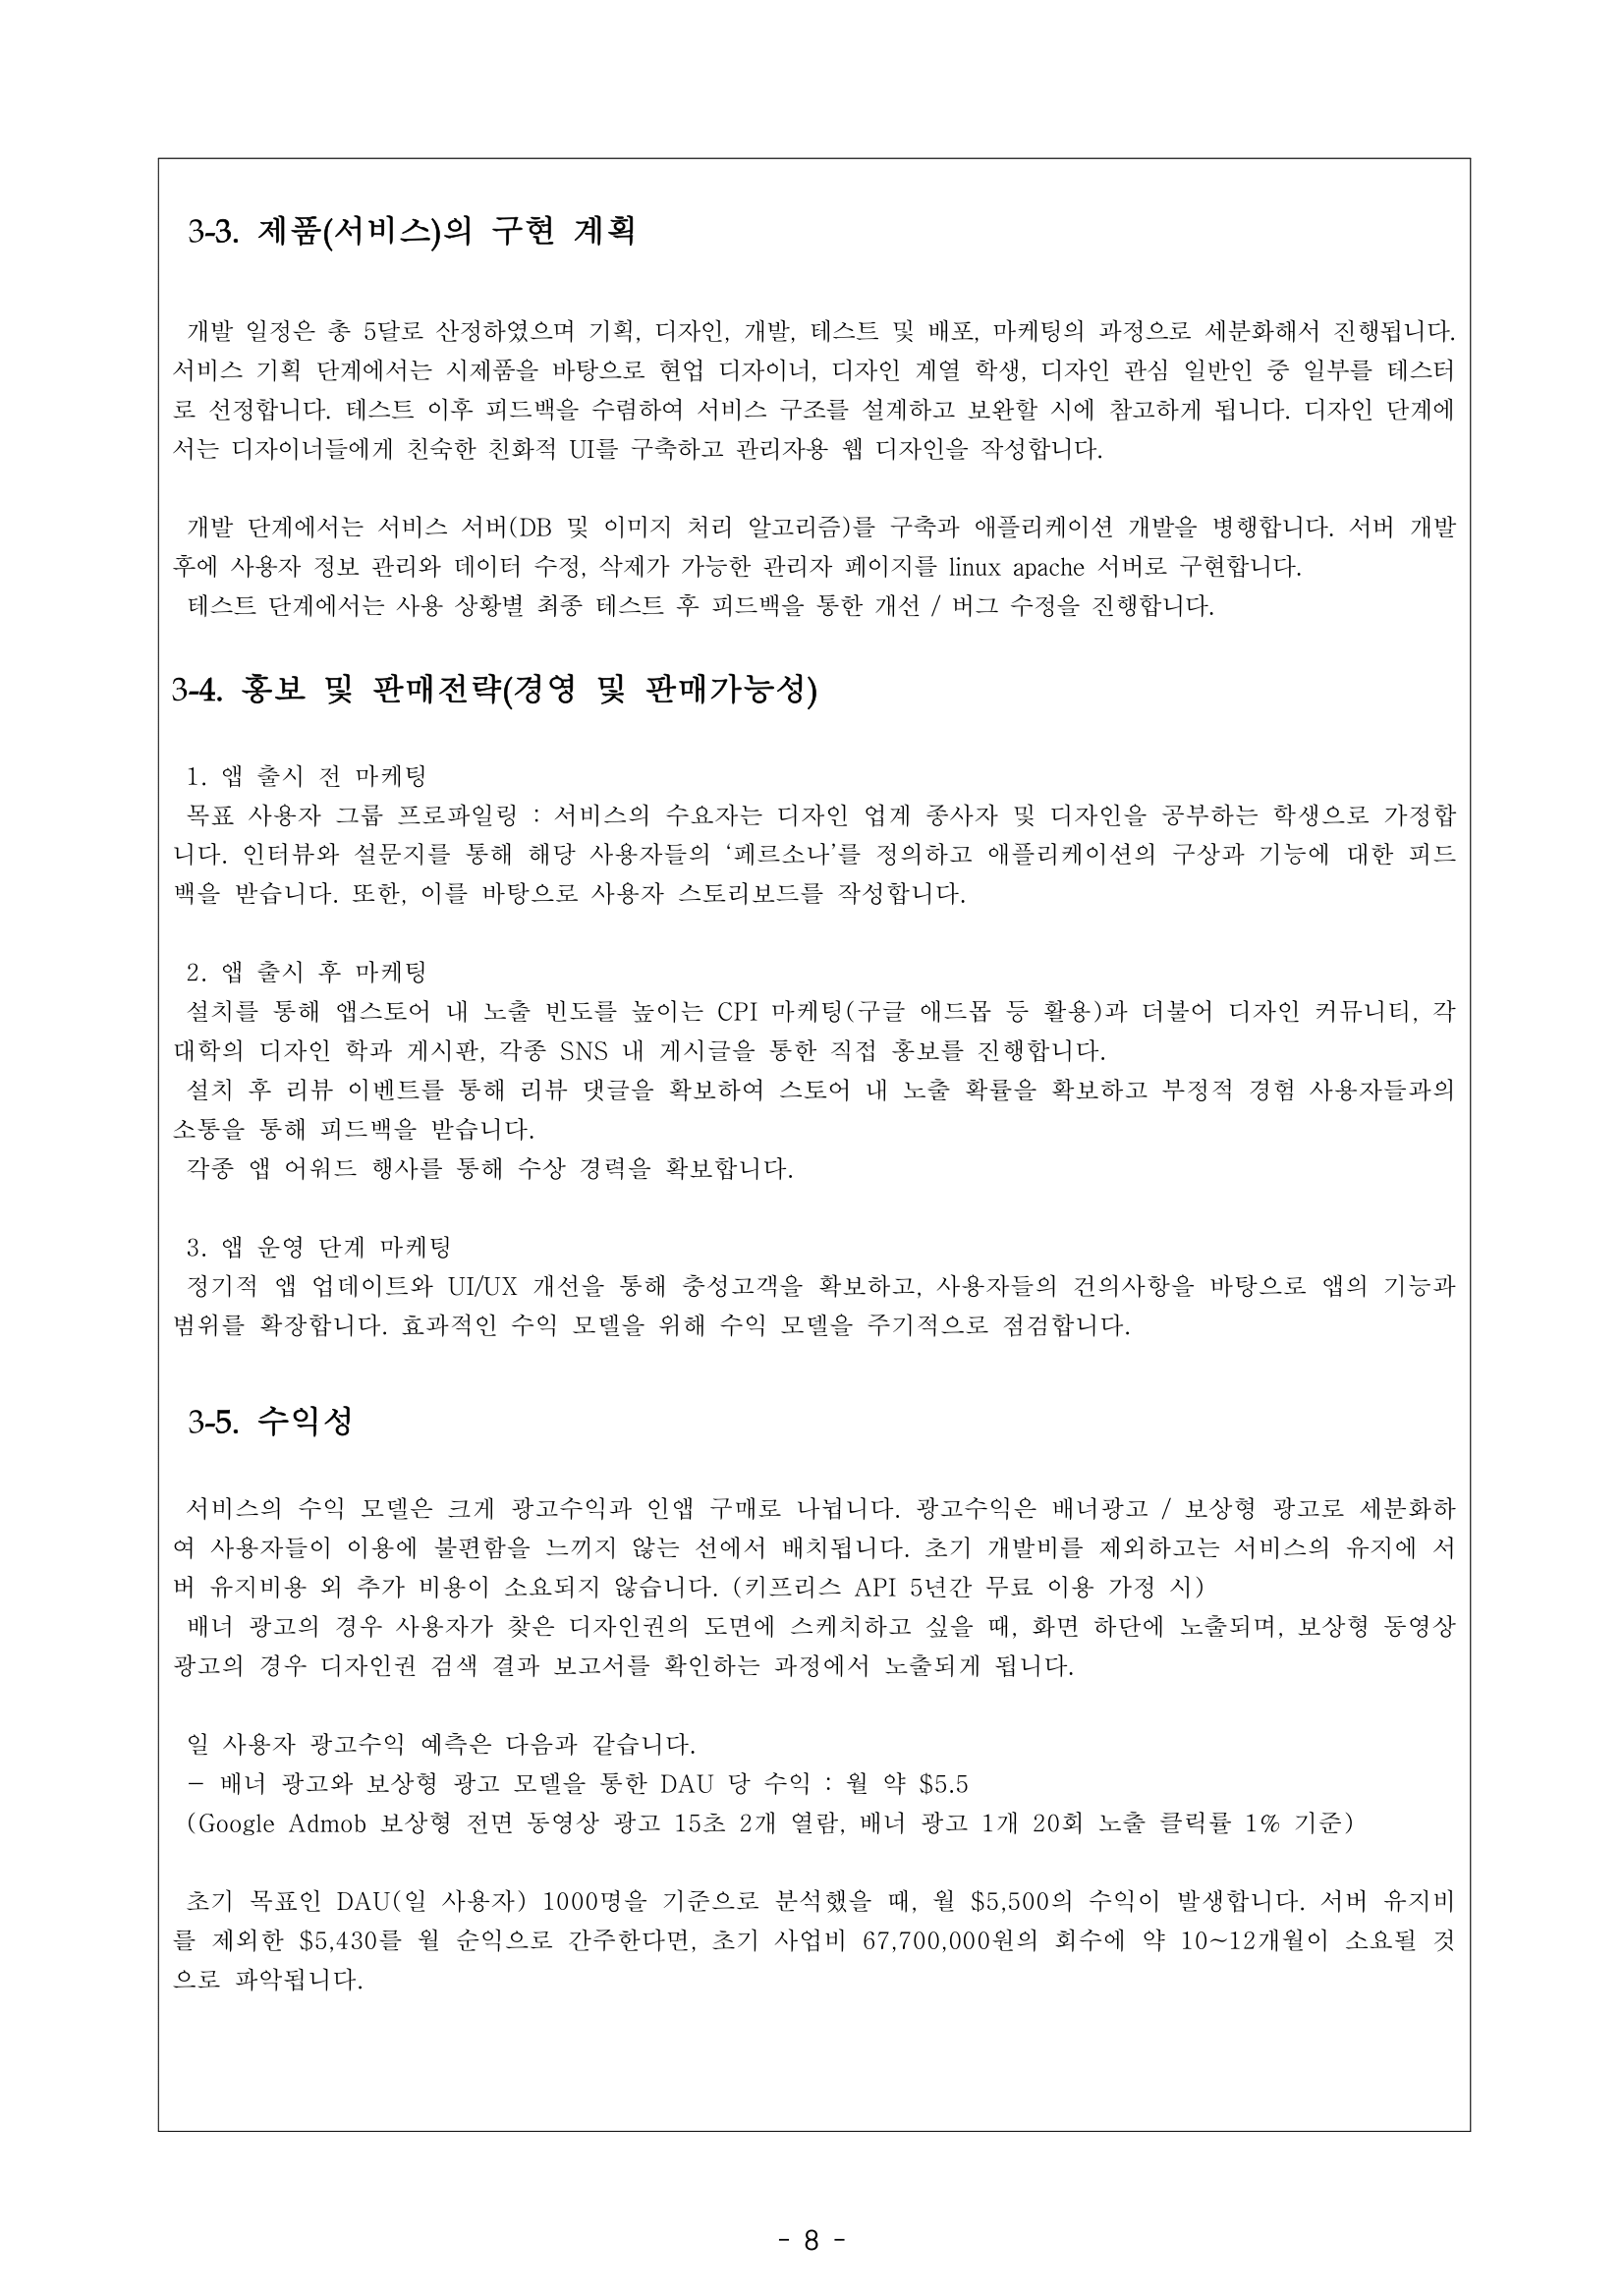 3-3. 제품(서비스)의 구현 계획
개발 일정은 총 5달로 산정하였으며 기획, 디자인, 개발, 테스트 및 배포, 마케팅의 과정으로 세분화해서 진행됩니다.
서비스 기획 단계에서는 시제품을 바탕으로 현업 디자이너, 디자인 계열 학생, 디자인 관심 일반인 중 일부를 테스터
로 선정합니다. 테스트 이후 피드백을 수렴하여 서비스 구조를 설계하고 보완할 시에 참고하게 됩니다. 디자인 단계에
서는 디자이너들에게 친숙한 친화적 UI를 구축하고 관리자용 웹 디자인을 작성합니다.
개발 단계에서는 서비스 서버(DB 및 이미지 처리 알고리즘)를 구축과 애플리케이션 개발을 병행합니다. 서버 개발
후에 사용자 정보 관리와 데이터 수정, 삭제가 가능한 관리자 페이지를 linux apache 서버로 구현합니다.
테스트 단계에서는 사용 상황별 최종 테스트 후 피드백을 통한 개선 / 버그 수정을 진행합니다.
3-4. 홍보 및 판매전략(경영 및 판매가능성)
1. 앱 출시 전 마케팅
목표 사용자 그룹 프로파일링 : 서비스의 수요자는 디자인 업계 종사자 및 디자인을 공부하는 학생으로 가정합
니다. 인터뷰와 설문지를 통해 해당 사용자들의 ‘페르소나’를 정의하고 애플리케이션의 구상과 기능에 대한 피드
백을 받습니다. 또한, 이를 바탕으로 사용자 스토리보드를 작성합니다.
2. 앱 출시 후 마케팅
설치를 통해 앱스토어 내 노출 빈도를 높이는 CPI 마케팅(구글 애드몹 등 활용)과 더불어 디자인 커뮤니티, 각
대학의 디자인 학과 게시판, 각종 SNS 내 게시글을 통한 직접 홍보를 진행합니다.
설치 후 리뷰 이벤트를 통해 리뷰 댓글을 확보하여 스토어 내 노출 확률을 확보하고 부정적 경험 사용자들과의
소통을 통해 피드백을 받습니다.
각종 앱 어워드 행사를 통해 수상 경력을 확보합니다.
3. 앱 운영 단계 마케팅
정기적 앱 업데이트와 UI/UX 개선을 통해 충성고객을 확보하고, 사용자들의 건의사항을 바탕으로 앱의 기능과
범위를 확장합니다. 효과적인 수익 모델을 위해 수익 모델을 주기적으로 점검합니다.
3-5. 수익성
서비스의 수익 모델은 크게 광고수익과 인앱 구매로 나뉩니다. 광고수익은 배너광고 / 보상형 광고로 세분화하
여 사용자들이 이용에 불편함을 느끼지 않는 선에서 배치됩니다. 초기 개발비를 제외하고는 서비스의 유지에 서
버 유지비용 외 추가 비용이 소요되지 않습니다. (키프리스 API 5년간 무료 이용 가정 시)
배너 광고의 경우 사용자가 찾은 디자인권의 도면에 스케치하고 싶을 때, 화면 하단에 노출되며, 보상형 동영상
광고의 경우 디자인권 검색 결과 보고서를 확인하는 과정에서 노출되게 됩니다.
일 사용자 광고수익 예측은 다음과 같습니다.
- 배너 광고와 보상형 광고 모델을 통한 DAU 당 수익 : 월 약 $5.5
(Google Admob 보상형 전면 동영상 광고 15초 2개 열람, 배너 광고 1개 20회 노출 클릭률 1% 기준)
초기 목표인 DAU(일 사용자) 1000명을 기준으로 분석했을 때, 월 $5,500의 수익이 발생합니다. 서버 유지비
를 제외한 $5,430를 월 순익으로 간주한다면, 초기 사업비 67,700,000원의 회수에 약 10~12개월이 소요될 것
으로 파악됩니다.
- 8 -